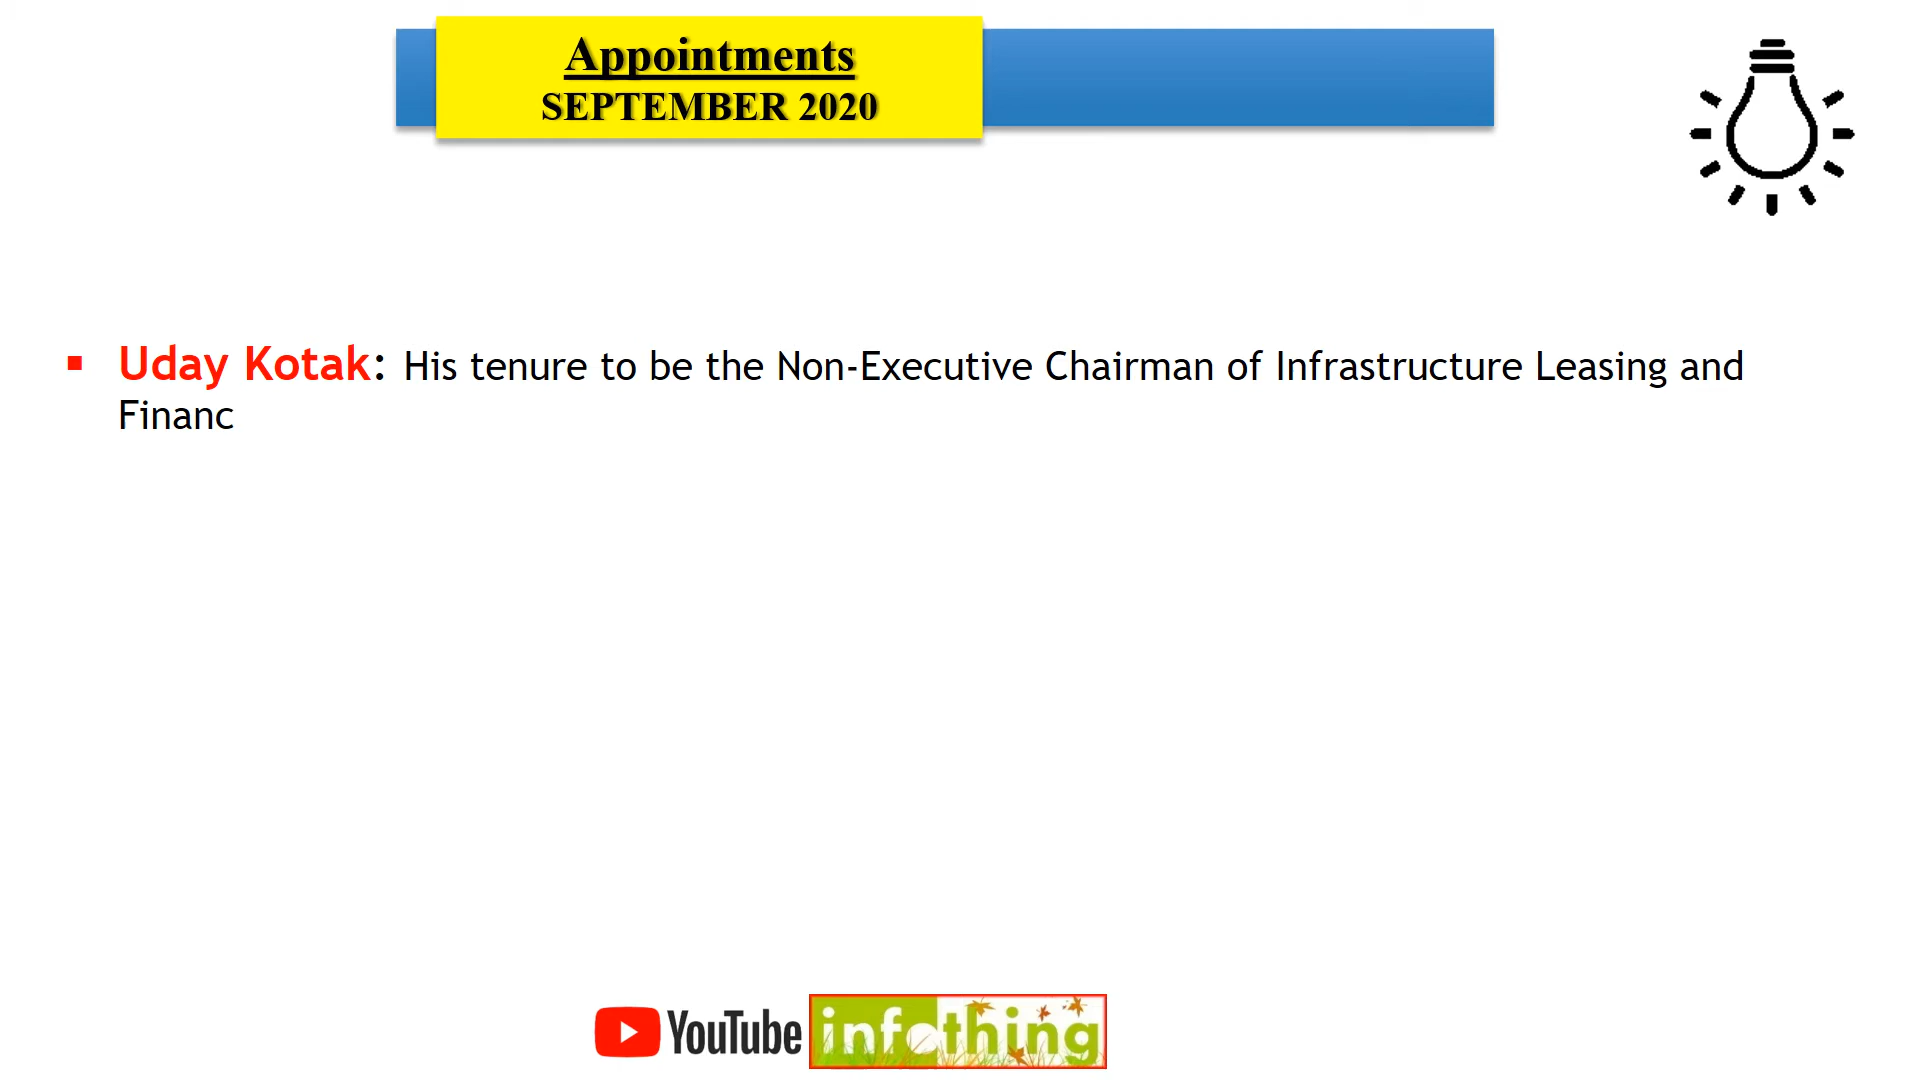 Appointments
SEPTEMBER 2020
▪ Uday Kotak: His tenure to be the Non-Executive Chairman of Infrastructure Leasing and
Financ
YouTube infothing